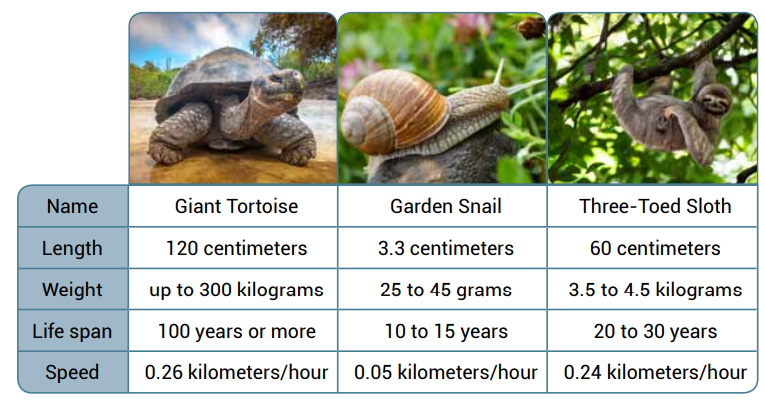 Name Giant Tortoise Garden Snail Three-Toed Sloth
Length 120 centimeters 3.3 centimeters 60 centimeters
Weight up to 300 kilograms 25 to 45 grams 3.5 to 4.5 kilograms
Life span 100 years or more 10 to 15 years 20 to 30 years
Speed 0.26 kilometers/hour 0.05 kilometers/hour 0.24 kilometers/hour